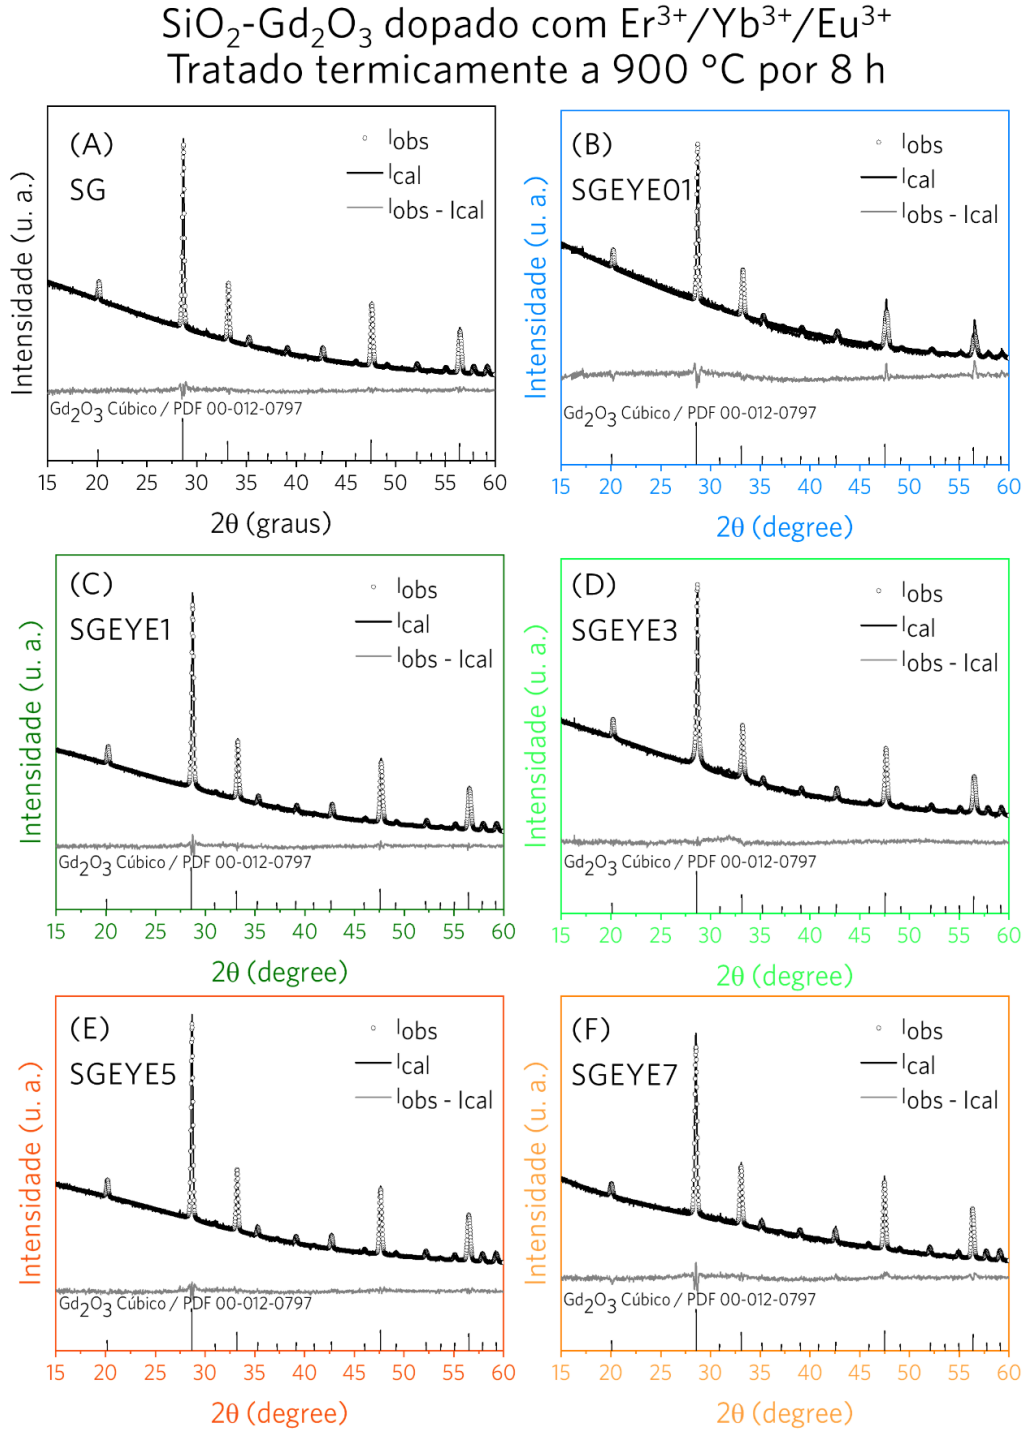 SiO2-Gd2O3 dopado com Er3+/Yb3+/Eu3+
Tratado termicamente a 900 °C por 8 h
(A)
SG
Iobs
Ical
Iobs - Ical
Intensidade (u. a.)
Gd2O3 Cúbico / PDF 00-012-0797
15 20 25 30 35 40 45 50 55 60
2θ (graus)
(B)
SGEYE01
Iobs
Ical
Iobs - Ical
Intensidade (u. a.)
Gd2O3 Cúbico / PDF 00-012-0797
15 20 25 30 35 40 45 50 55 60
2θ (degree)
(C)
SGEYE1
Iobs
Ical
Iobs - Ical
Intensidade (u. a.)
Gd2O3 Cúbico / PDF 00-012-0797
15 20 25 30 35 40 45 50 55 60
2θ (degree)
(D)
SGEYE3
Iobs
Ical
Iobs - Ical
Intensidade (u. a.)
Gd2O3 Cúbico / PDF 00-012-0797
15 20 25 30 35 40 45 50 55 60
2θ (degree)
(E)
SGEYE5
Iobs
Ical
Iobs - Ical
Intensidade (u. a.)
Gd2O3 Cúbico / PDF 00-012-0797
15 20 25 30 35 40 45 50 55 60
2θ (degree)
(F)
SGEYE7
Iobs
Ical
Iobs - Ical
Intensidade (u. a.)
Gd2O3 Cúbico / PDF 00-012-0797
15 20 25 30 35 40 45 50 55 60
2θ (degree)